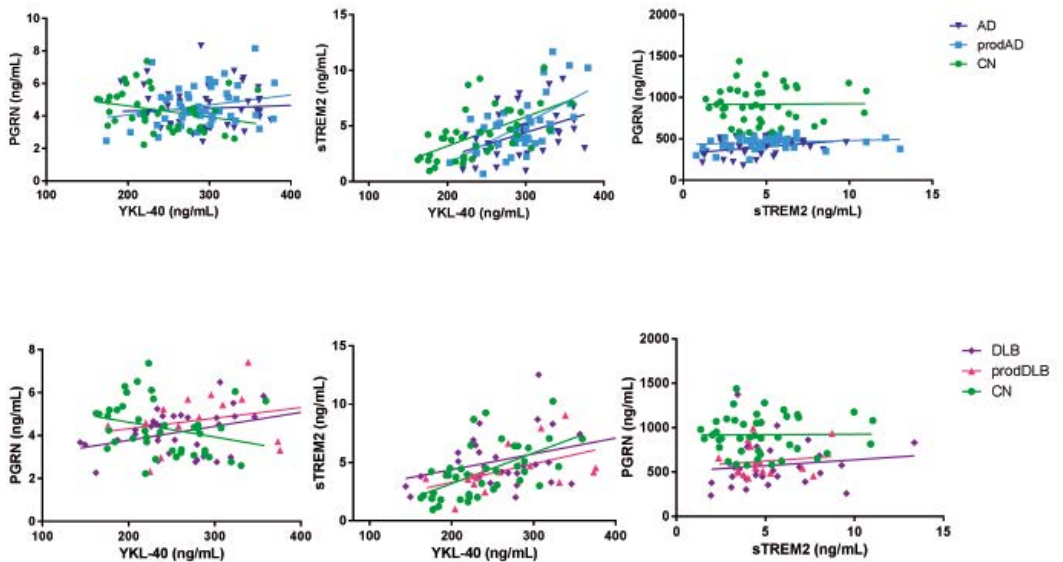 10
8
6
4
2
0
PGRN (ng/mL)
100
200
300
400
YKL-40 (ng/mL)
15
10
5
0
sTREM2 (ng/mL)
100
200
300
400
YKL-40 (ng/mL)
2000
1500
1000
500
0
PGRN (ng/mL)
0
5
10
15
sTREM2 (ng/mL)
AD
prodAD
CN
8
6
4
2
0
PGRN (ng/mL)
100
200
300
400
YKL-40 (ng/mL)
15
10
5
0
sTREM2 (ng/mL)
100
200
300
400
YKL-40 (ng/mL)
2000
1500
1000
500
0
PGRN (ng/mL)
0
5
10
15
sTREM2 (ng/mL)
DLB
prodDLB
CN